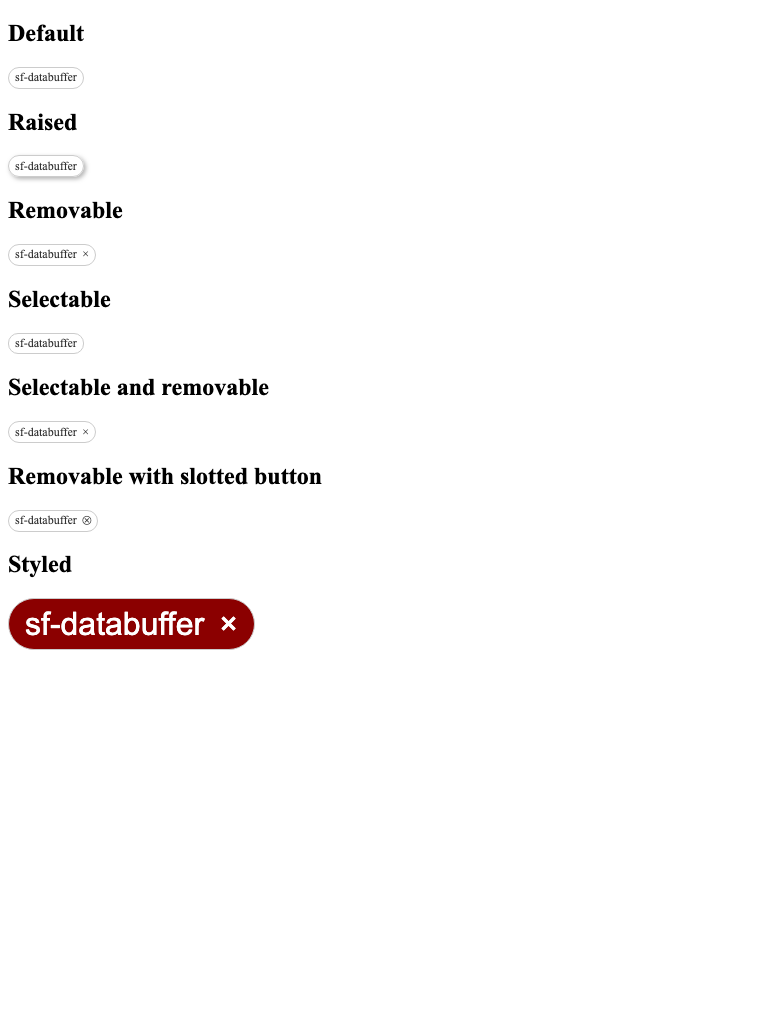 Default
sf-databuffer
Raised
sf-databuffer
Removable
sf-databuffer ×
Selectable
sf-databuffer
Selectable and removable
sf-databuffer ×
Removable with slotted button
sf-databuffer ⊗
Styled
sf-databuffer ×